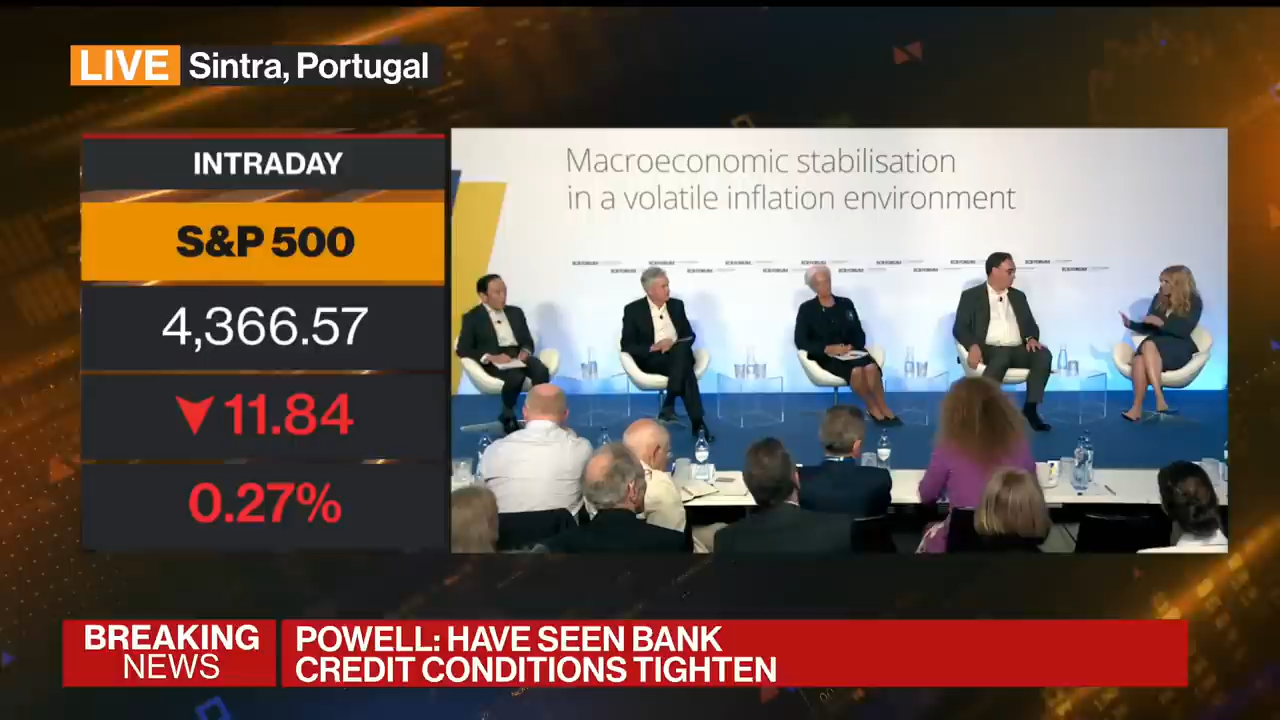 LIVE Sintra, Portugal
INTRADAY
S&P 500
4,366.57
▼11.84
0.27%
Macroeconomic stabilisation
in a volatile inflation environment
BREAKING
NEWS
POWELL: HAVE SEEN BANK
CREDIT CONDITIONS TIGHTEN